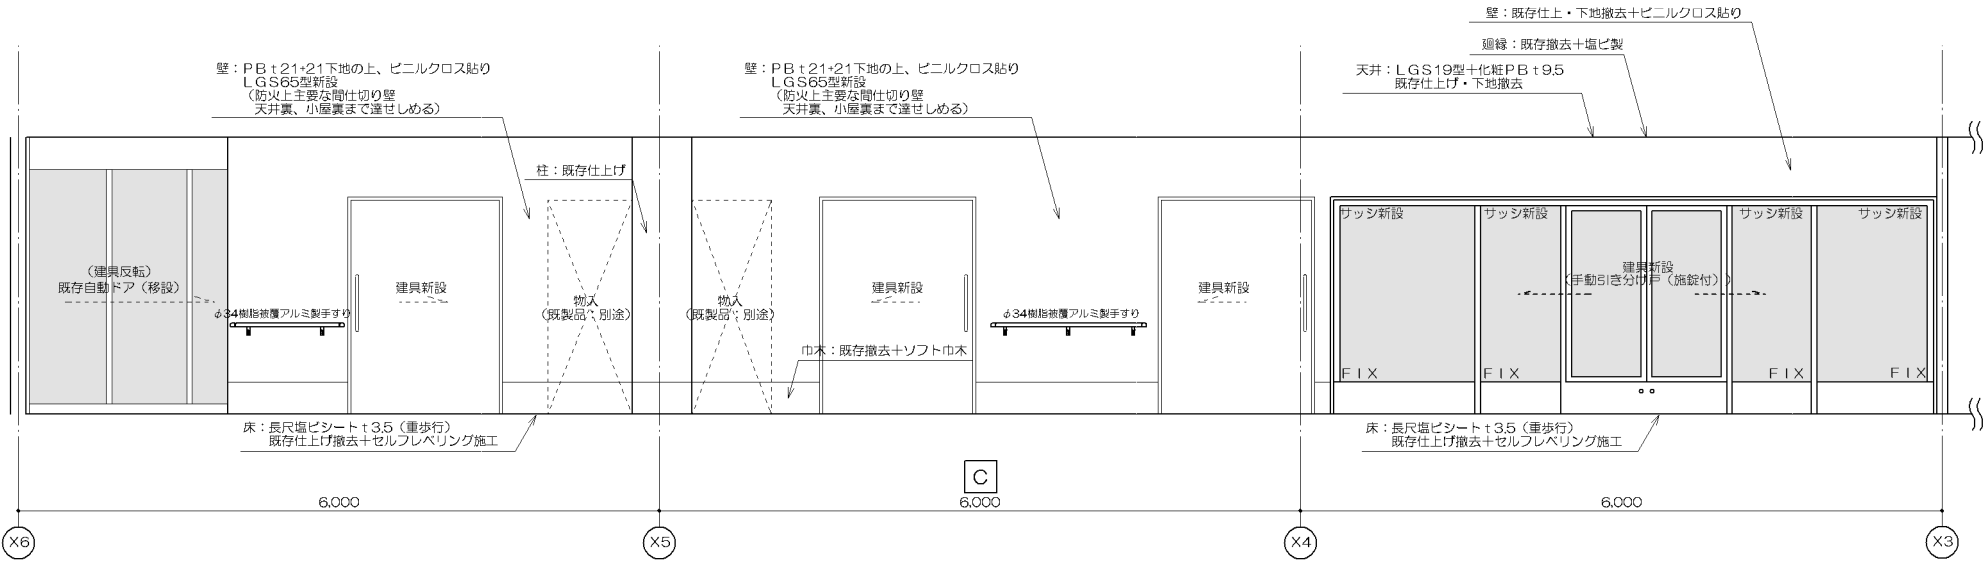 壁：既存仕上・下地撤去＋ビニルクロス貼り
廻縁：既存撤去＋塩ビ製
天井：ＬＧＳ19型＋化粧ＰＢｔ9.5
既存仕上げ・下地撤去
壁：ＰＢｔ21+21下地の上、ビニルクロス貼り
ＬＧＳ65型新設
（防火上主要な間仕切り壁
天井裏、小屋裏まで達せしめる）
壁：ＰＢｔ21+21下地の上、ビニルクロス貼り
ＬＧＳ65型新設
（防火上主要な間仕切り壁
天井裏、小屋裏まで達せしめる）
柱：既存仕上げ
サッシ新設
サッシ新設
サッシ新設
サッシ新設
（建具反転）
既存自動ドア（移設）
建具新設
物入
（既製品：別途）
物入
（既製品：別途）
建具新設
建具新設
建具新設
（手動引き分け戸（施錠付））
φ34樹脂被覆アルミ製手すり
φ34樹脂被覆アルミ製手すり
巾木：既存撤去＋ソフト巾木
ＦＩＸ
ＦＩＸ
ＦＩＸ
ＦＩＸ
床：長尺塩ビシートｔ3.5（重歩行）
既存仕上げ撤去＋セルフレベリング施工
床：長尺塩ビシートｔ3.5（重歩行）
既存仕上げ撤去＋セルフレベリング施工
C
6,000
6,000
6,000
X6
X5
X4
X3